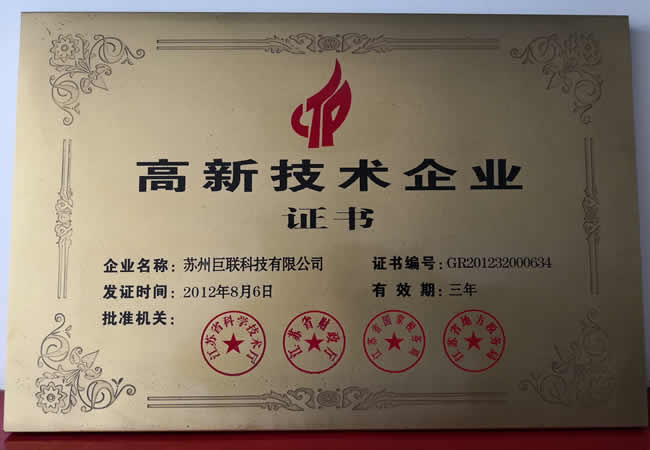 高新技术企业
证书
企业名称：苏州巨联科技有限公司
证书编号：GR201232000634
发证时间：2012年8月6日
有 效 期：三年
批准机关：
江苏省科学技术厅
江苏省财政厅
江苏省国家税务局
江苏省地方税务局